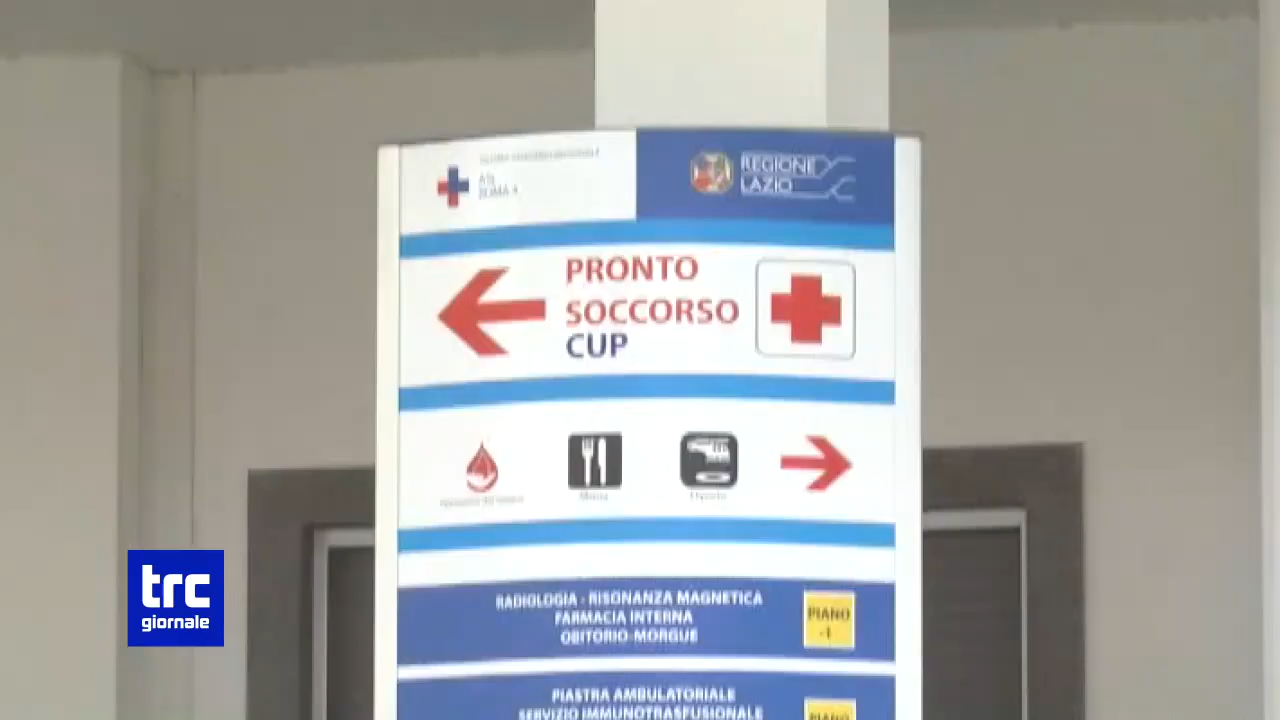 ASL
ROMA 4
REGIONE
LAZIO
PRONTO
SOCCORSO
CUP
Mensa
RADIOLOGIA - RISONANZA MAGNETICA
FARMACIA INTERNA
OBITORIO-MORGUE
PIANO
-1
PIASTRA AMBULATORIALE
SERVIZIO IMMUNOTRASFUSIONALE
PIANO
trc
giornale